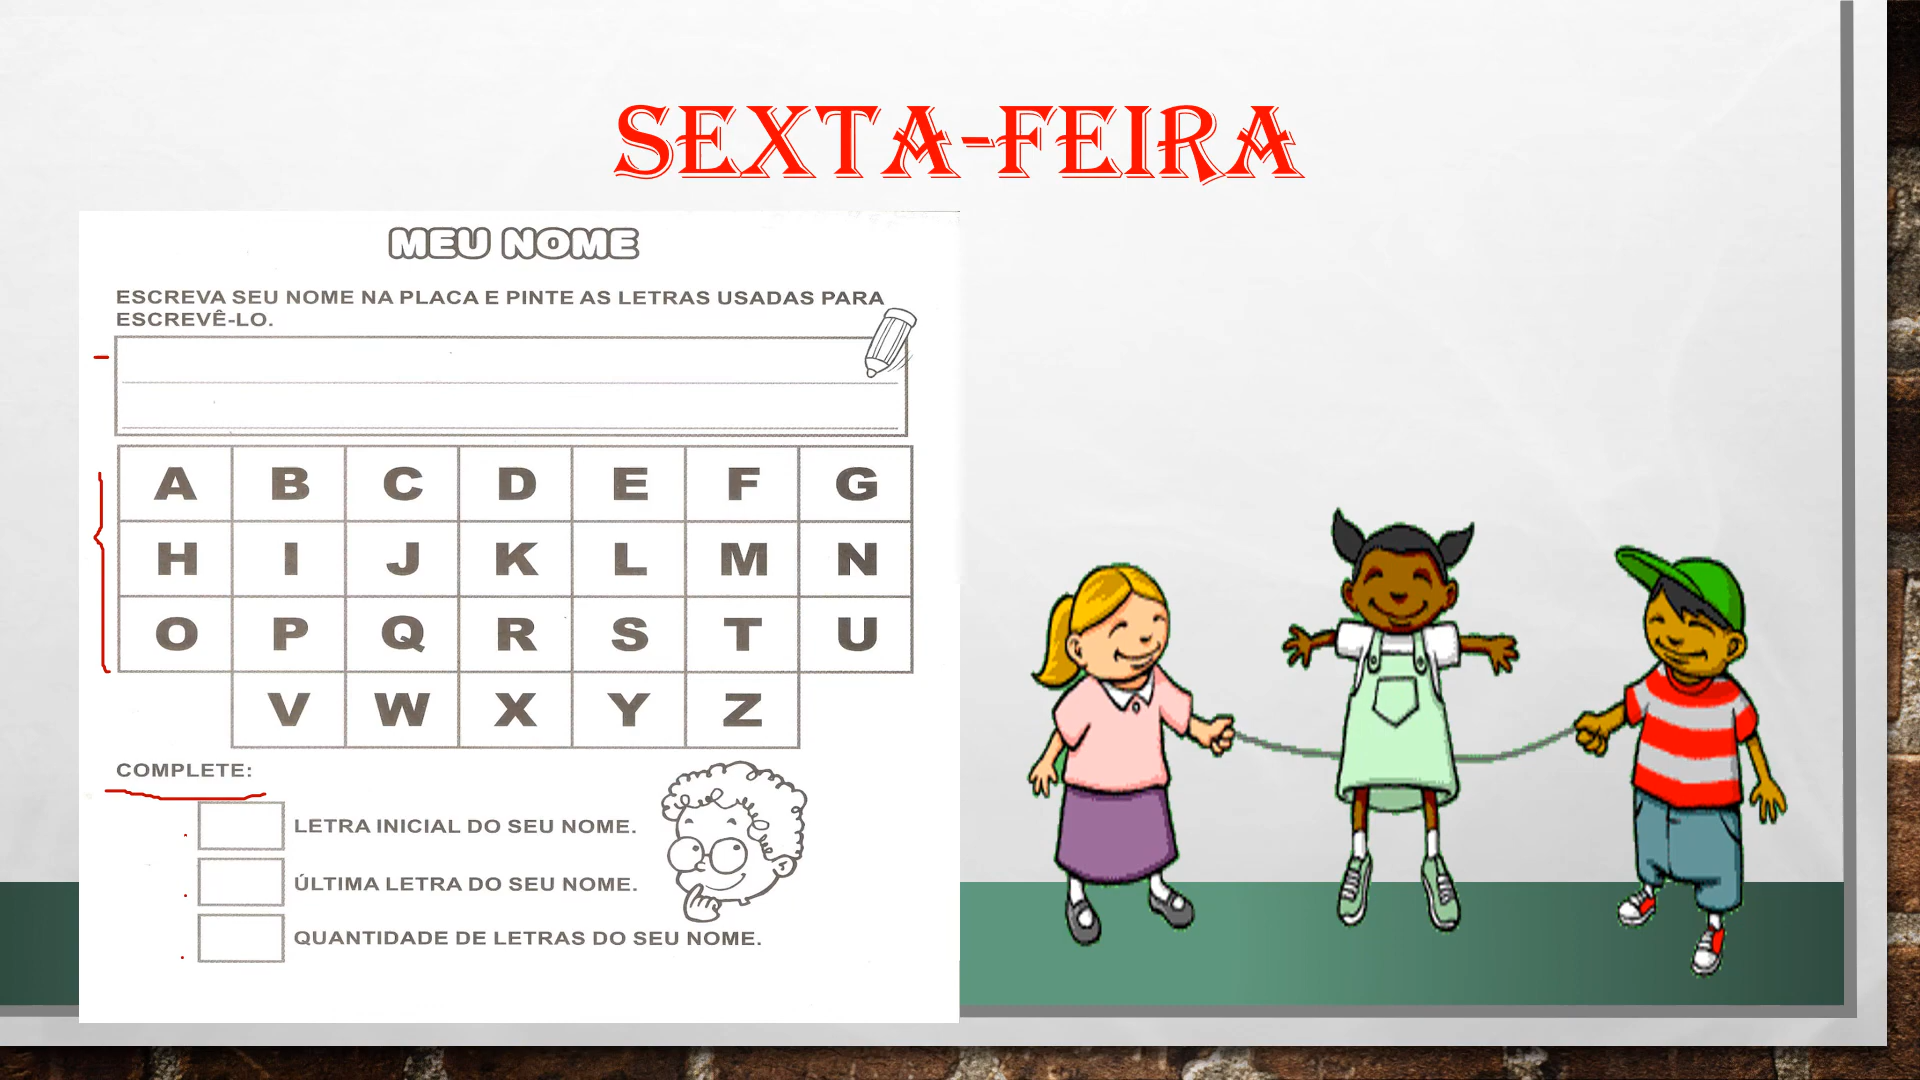 SEXTA-FEIRA
MEU NOME
ESCREVA SEU NOME NA PLACA E PINTE AS LETRAS USADAS PARA
ESCREVÊ-LO.
A B C D E F G
H I J K L M N
O P Q R S T U
V W X Y Z
COMPLETE:
LETRA INICIAL DO SEU NOME.
ÚLTIMA LETRA DO SEU NOME.
QUANTIDADE DE LETRAS DO SEU NOME.